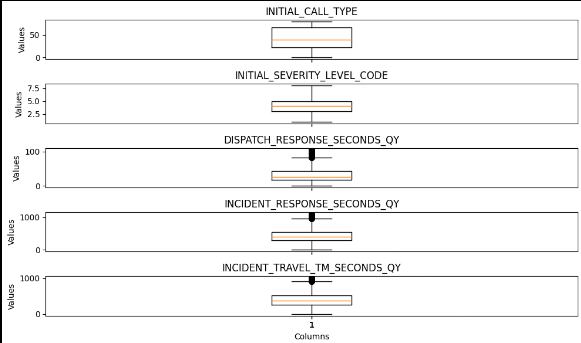 INITIAL_CALL_TYPE
50
0
Values
INITIAL_SEVERITY_LEVEL_CODE
7.5
5.0
2.5
Values
DISPATCH_RESPONSE_SECONDS_QY
100
0
Values
INCIDENT_RESPONSE_SECONDS_QY
1000
0
Values
INCIDENT_TRAVEL_TM_SECONDS_QY
1000
0
Values
1
Columns